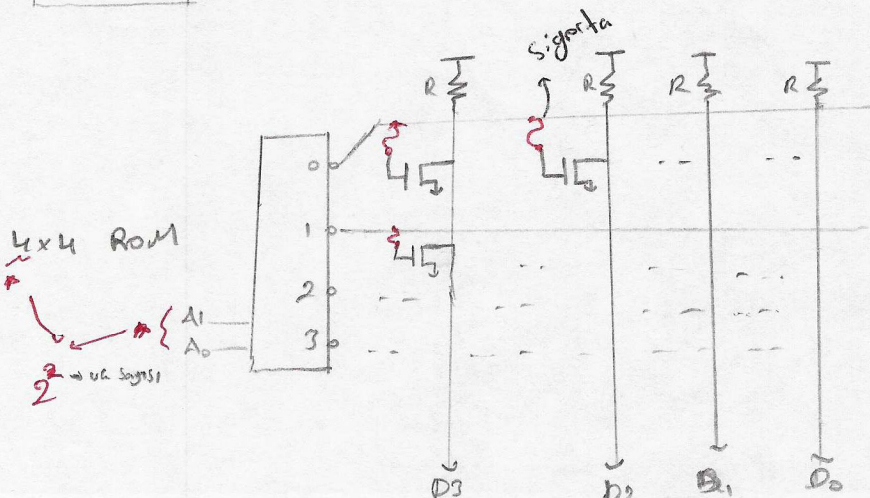 sigorta
R
R
R
R
0
4x4 ROM
1
2
A1
A0
3
2² → uç sayısı
D3
D2
D1
D0